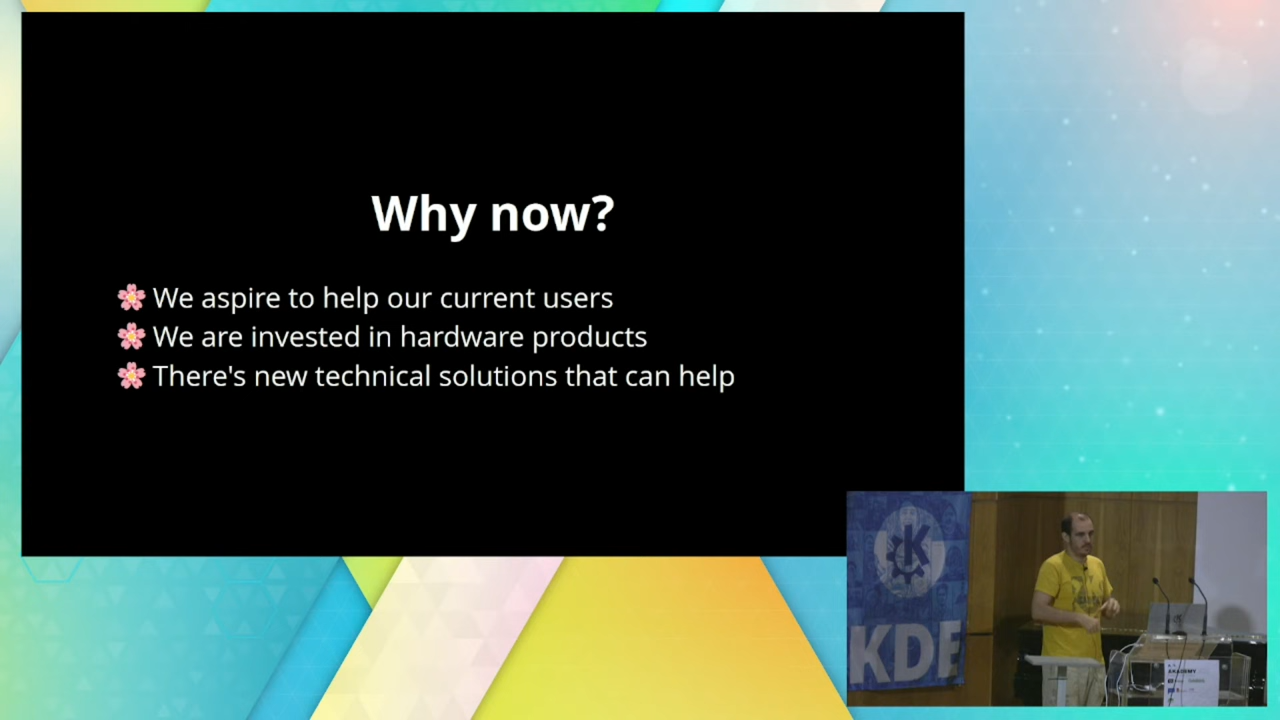 Why now?
We aspire to help our current users
We are invested in hardware products
There's new technical solutions that can help
K
KDE
AKADEMY